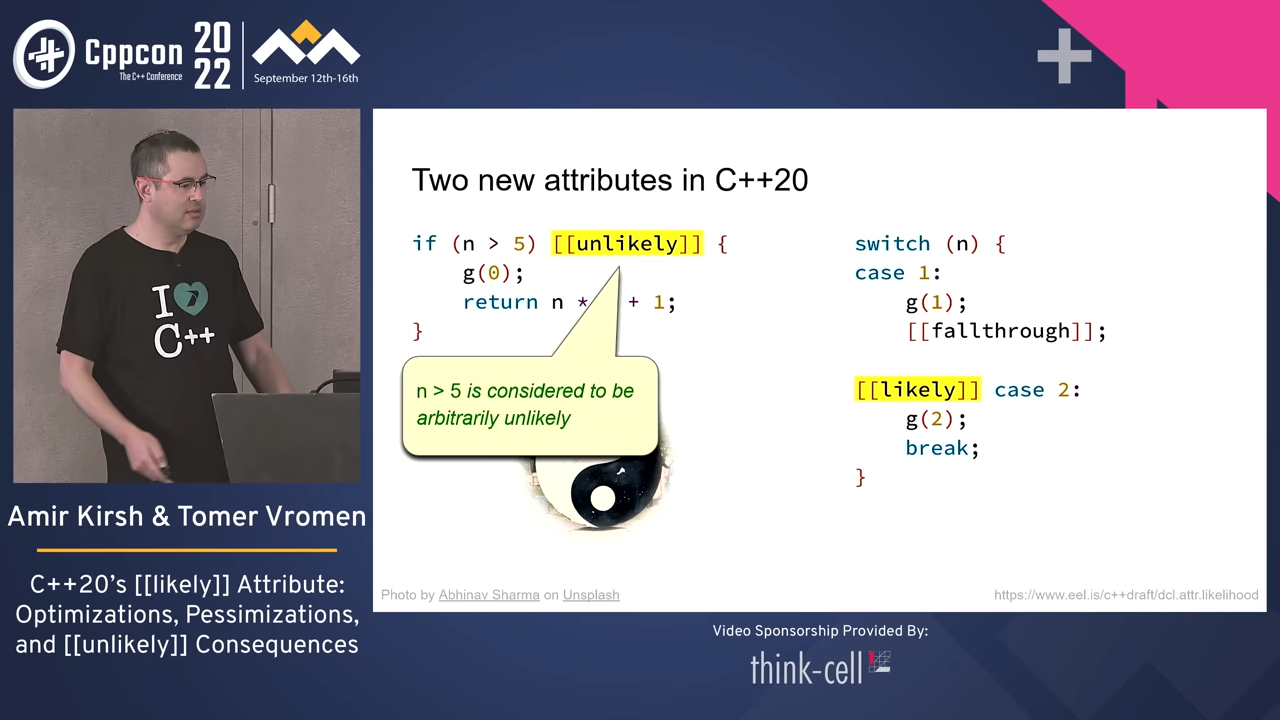 Cppcon
The C++ Conference
20
22
September 12th-16th
I
C++
Amir Kirsh & Tomer Vromen
C++20's [[likely]] Attribute:
Optimizations, Pessimizations,
and [[unlikely]] Consequences
Two new attributes in C++20
if (n > 5) [[unlikely]] {
g(0);
return n * + 1;
}
n > 5 is considered to be
arbitrarily unlikely
switch (n) {
case 1:
g(1);
[[fallthrough]];
[[likely]] case 2:
g(2);
break;
}
Photo by Abhinav Sharma on Unsplash
https://www.eel.is/c++draft/dcl.attr.likelihood
Video Sponsorship Provided By:
think-cell